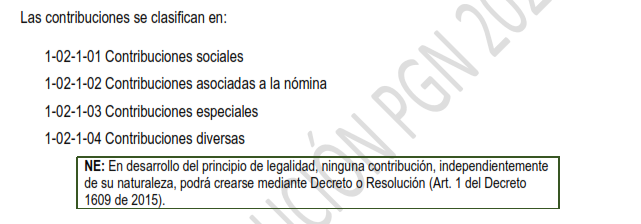 Las contribuciones se clasifican en:
1-02-1-01 Contribuciones sociales
1-02-1-02 Contribuciones asociadas a la nómina
1-02-1-03 Contribuciones especiales
1-02-1-04 Contribuciones diversas
NE: En desarrollo del principio de legalidad, ninguna contribución, independientemente
de su naturaleza, podrá crearse mediante Decreto o Resolución (Art. 1 del Decreto
1609 de 2015).
PGN